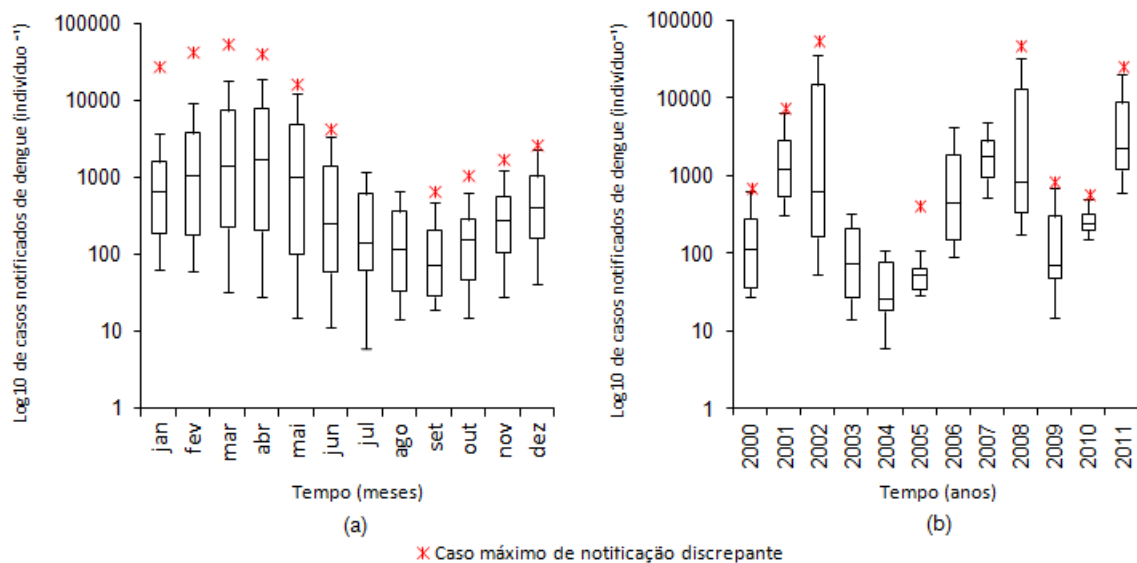 Log10 de casos notificados de dengue (indivíduo⁻¹)
100000
10000
1000
100
10
1
jan
fev
mar
abr
mai
jun
jul
ago
set
out
nov
dez
Tempo (meses)
(a)
Log10 de casos notificados de dengue (indivíduo⁻¹)
100000
10000
1000
100
10
1
2000
2001
2002
2003
2004
2005
2006
2007
2008
2009
2010
2011
Tempo (anos)
(b)
Caso máximo de notificação discrepante